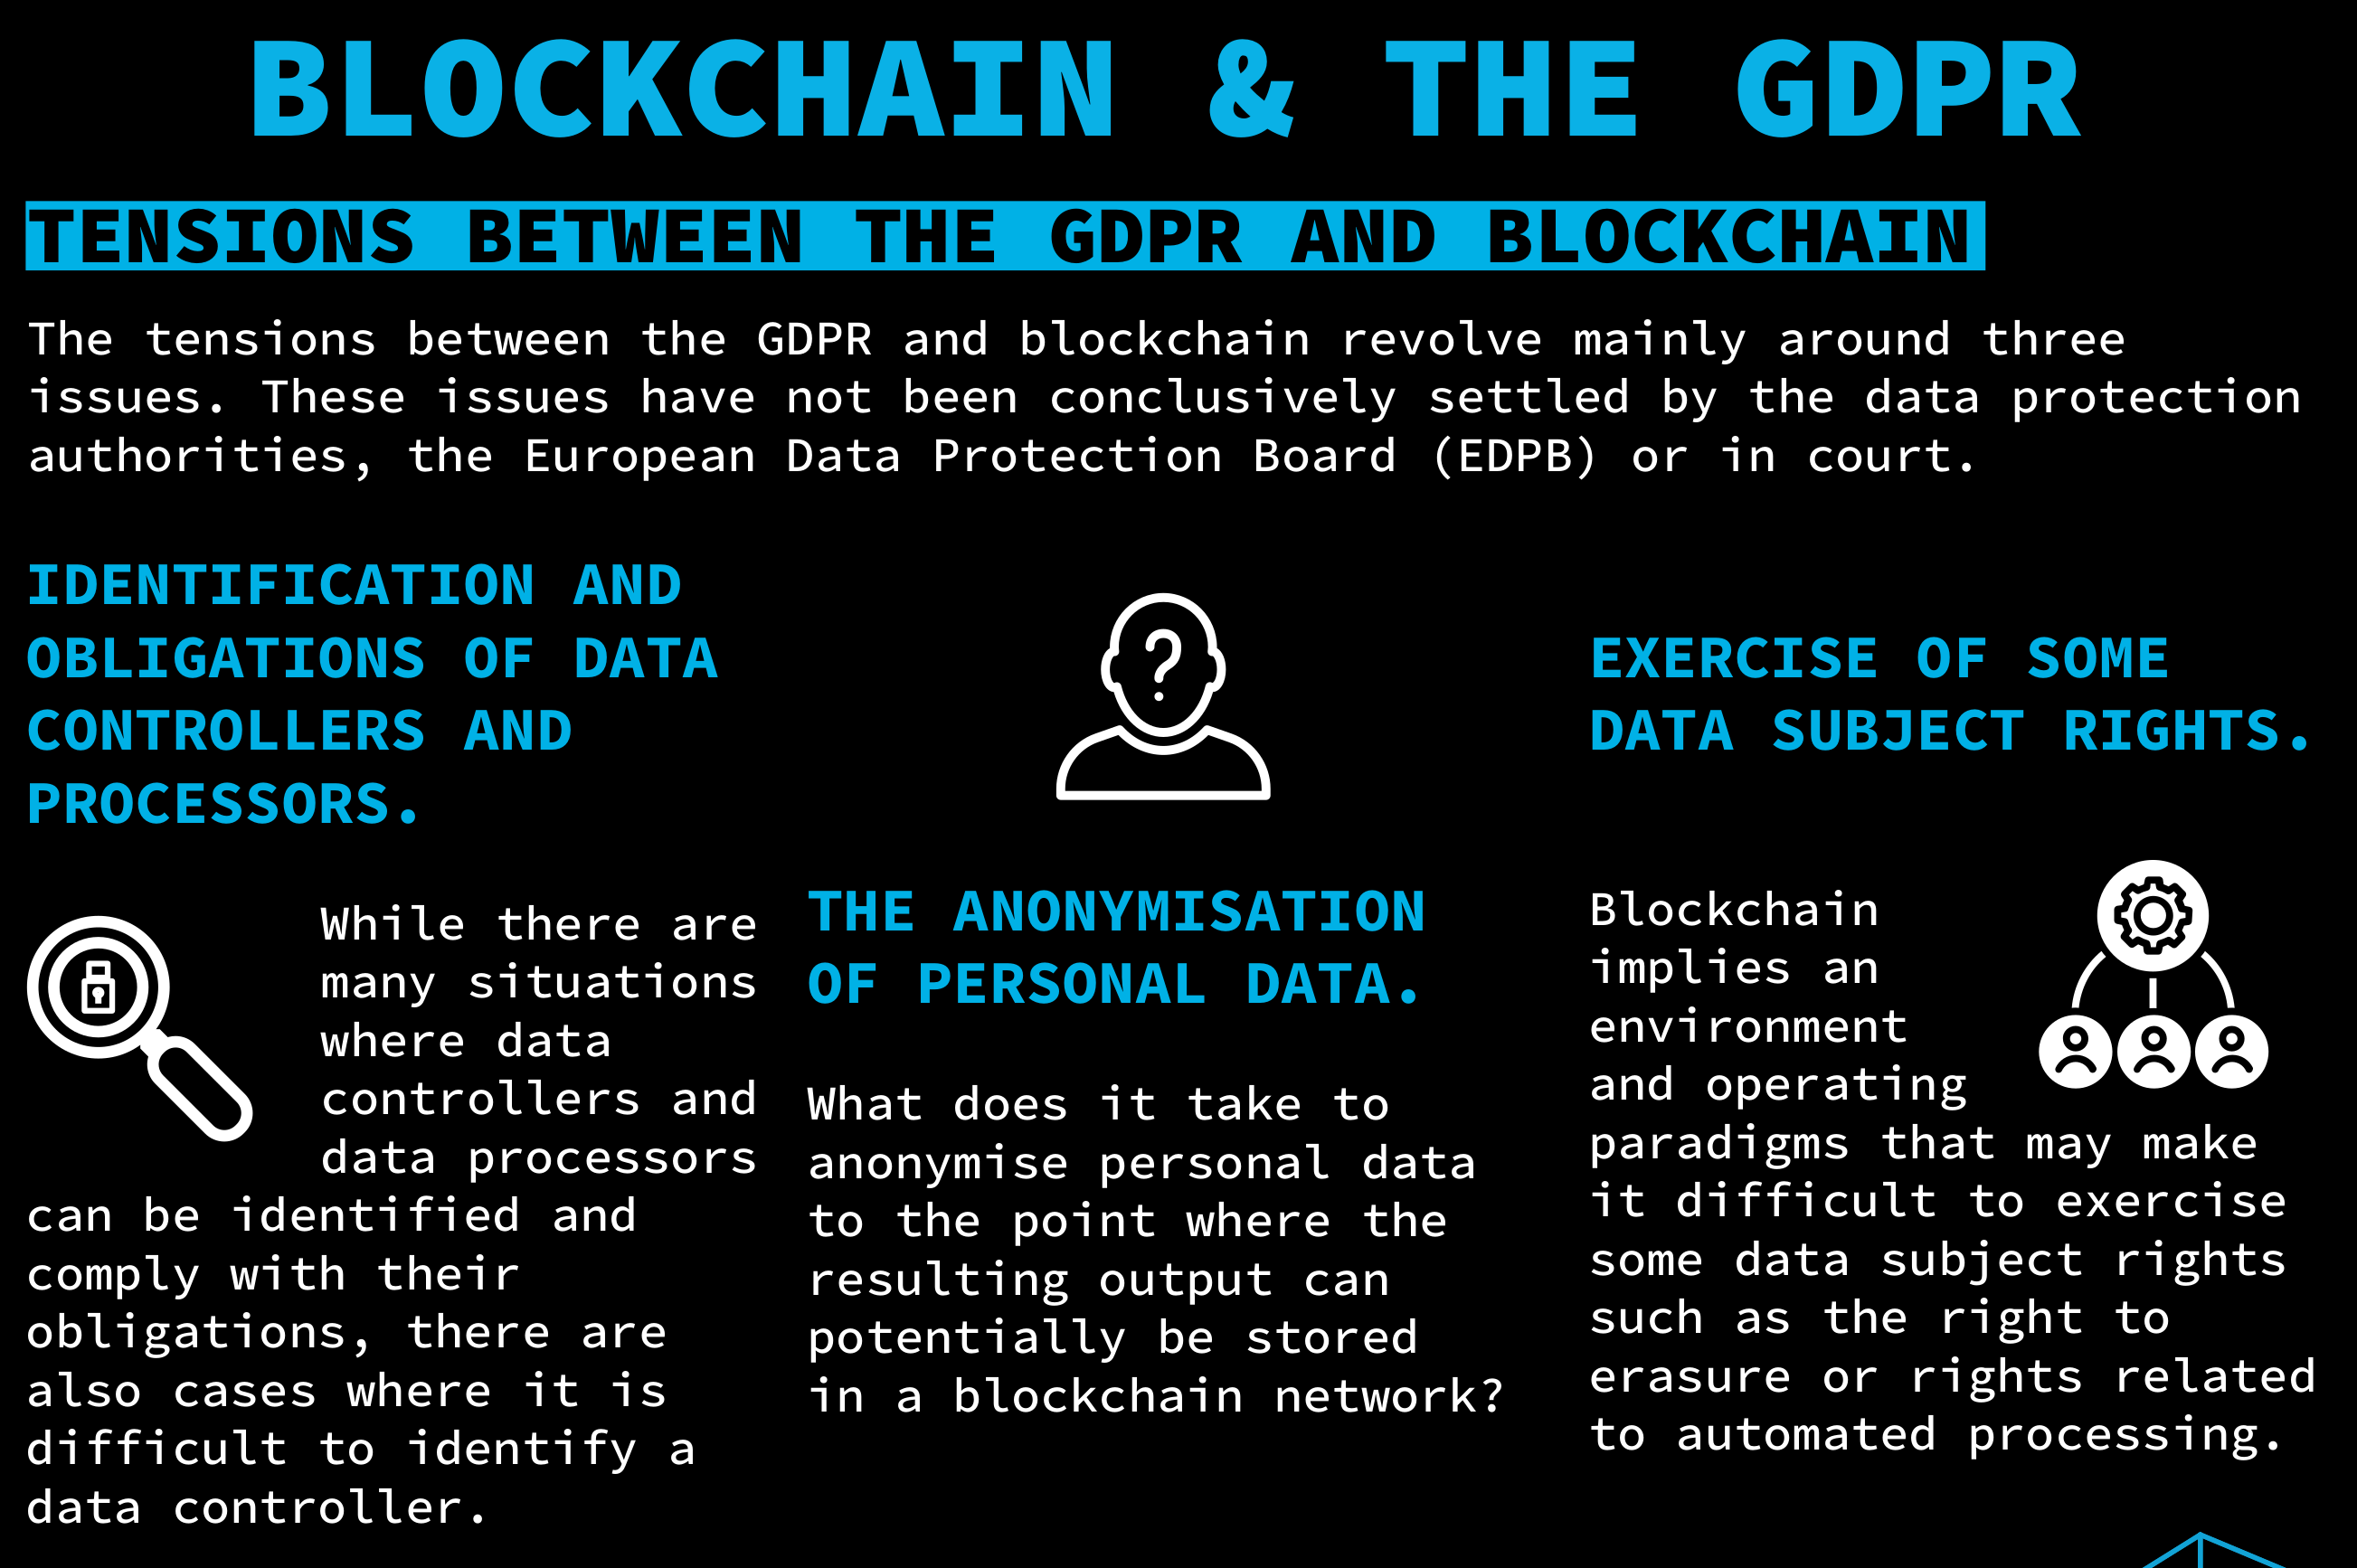 BLOCKCHAIN & THE GDPR
TENSIONS BETWEEN THE GDPR AND BLOCKCHAIN
The tensions between the GDPR and blockchain revolve mainly around three
issues. These issues have not been conclusively settled by the data protection
authorities, the European Data Protection Board (EDPB) or in court.
IDENTIFICATION AND
OBLIGATIONS OF DATA
CONTROLLERS AND
PROCESSORS.
While there are
many situations
where data
controllers and
data processors
can be identified and
comply with their
obligations, there are
also cases where it is
difficult to identify a
data controller.
?
THE ANONYMISATION
OF PERSONAL DATA.
What does it take to
anonymise personal data
to the point where the
resulting output can
potentially be stored
in a blockchain network?
EXERCISE OF SOME
DATA SUBJECT RIGHTS.
Blockchain
implies an
environment
and operating
paradigms that may make
it difficult to exercise
some data subject rights
such as the right to
erasure or rights related
to automated processing.